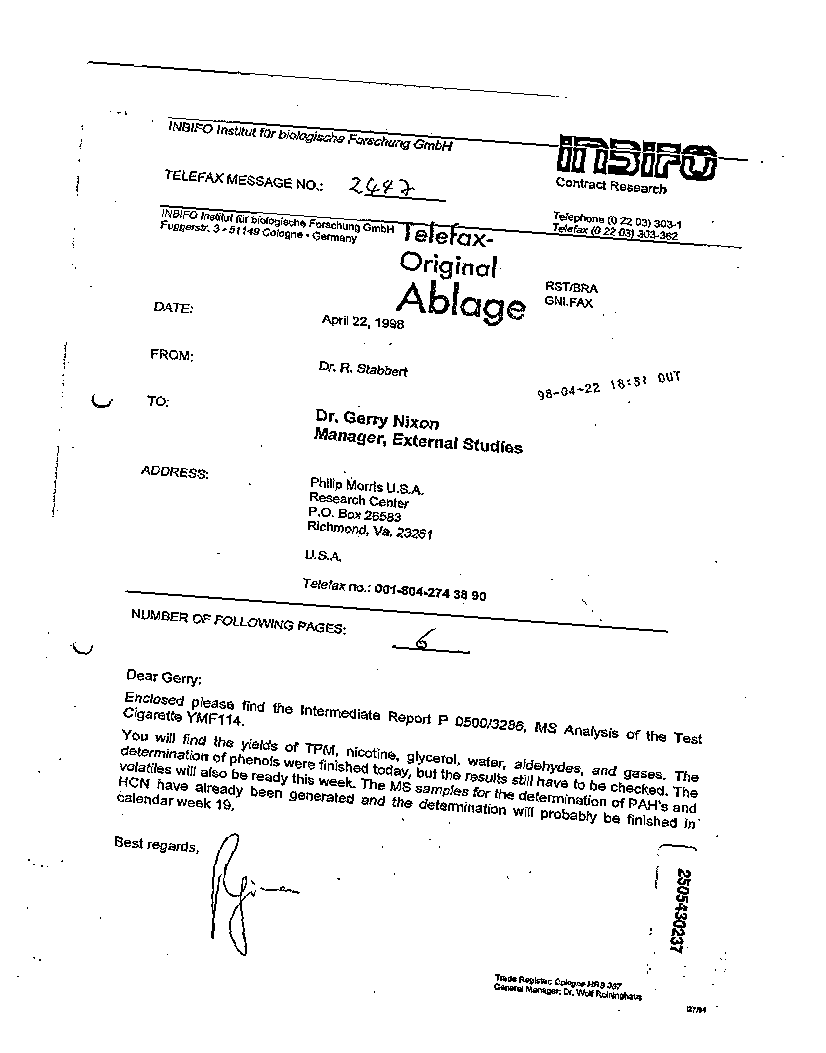 INBIFO Institut für biologische Forschung GmbH
INBIFO
Contract Research
TELEFAX MESSAGE NO.: 2447
INBIFO Institut für biologische Forschung GmbH
Fuggerstr. 3 - 51149 Cologne - Germany
Telephone (0 22 03) 303-1
Telefax (0 22 03) 303-362
Telefax-
Original
Ablage
RST/BRA
GNI.FAX
DATE:
April 22, 1998
FROM:
Dr. R. Stabbert
98-04-22 18:51 OUT
TO:
Dr. Gerry Nixon
Manager, External Studies
ADDRESS:
Philip Morris U.S.A.
Research Center
P.O. Box 26583
Richmond, Va. 23261
U.S.A.
Telefax no.: 001-804-274 38 90
NUMBER OF FOLLOWING PAGES: 6
Dear Gerry:
Enclosed please find the Intermediate Report P 0500/3286, MS Analysis of the Test
Cigarette YMF114.
You will find the yields of TPM, nicotine, glycerol, water, aldehydes, and gases. The
determination of phenols were finished today, but the results still have to be checked. The
volatiles will also be ready this week. The MS samples for the determination of PAH's and
HCN have already been generated and the determination will probably be finished in
calendar week 19.
Best regards,
2505430237
Trade Register: Cologne HRB 367
General Manager: Dr. Wolf Reininghaus